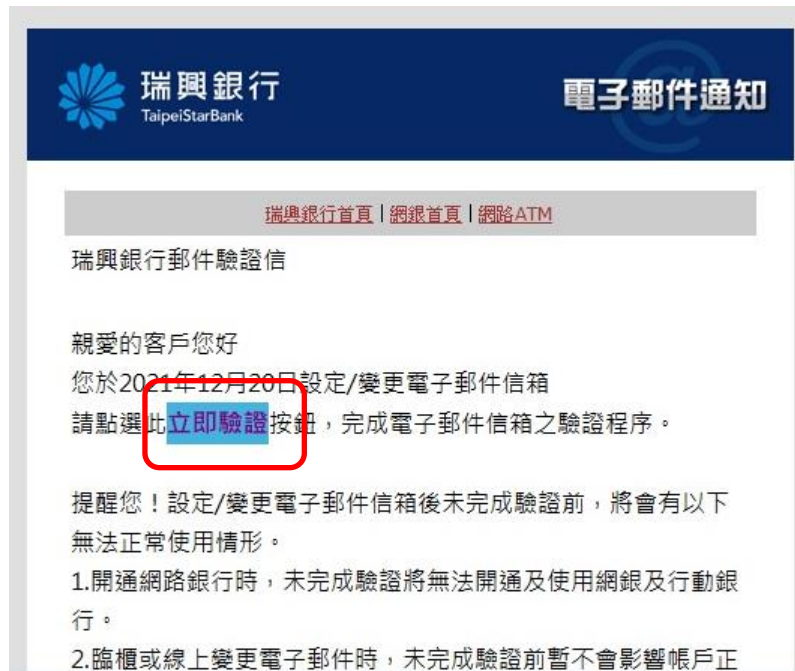 瑞興銀行
TaipeiStarBank
電子郵件通知
瑞興銀行首頁 | 網銀首頁 | 網路ATM
瑞興銀行郵件驗證信
親愛的客戶您好
您於2021年12月20日設定/變更電子郵件信箱
請點選此立即驗證按鈕，完成電子郵件信箱之驗證程序。
提醒您！設定/變更電子郵件信箱後未完成驗證前，將會有以下
無法正常使用情形。
1.開通網路銀行時，未完成驗證將無法開通及使用網銀及行動銀
行。
2.臨櫃或線上變更電子郵件時，未完成驗證前暫不會影響帳戶正